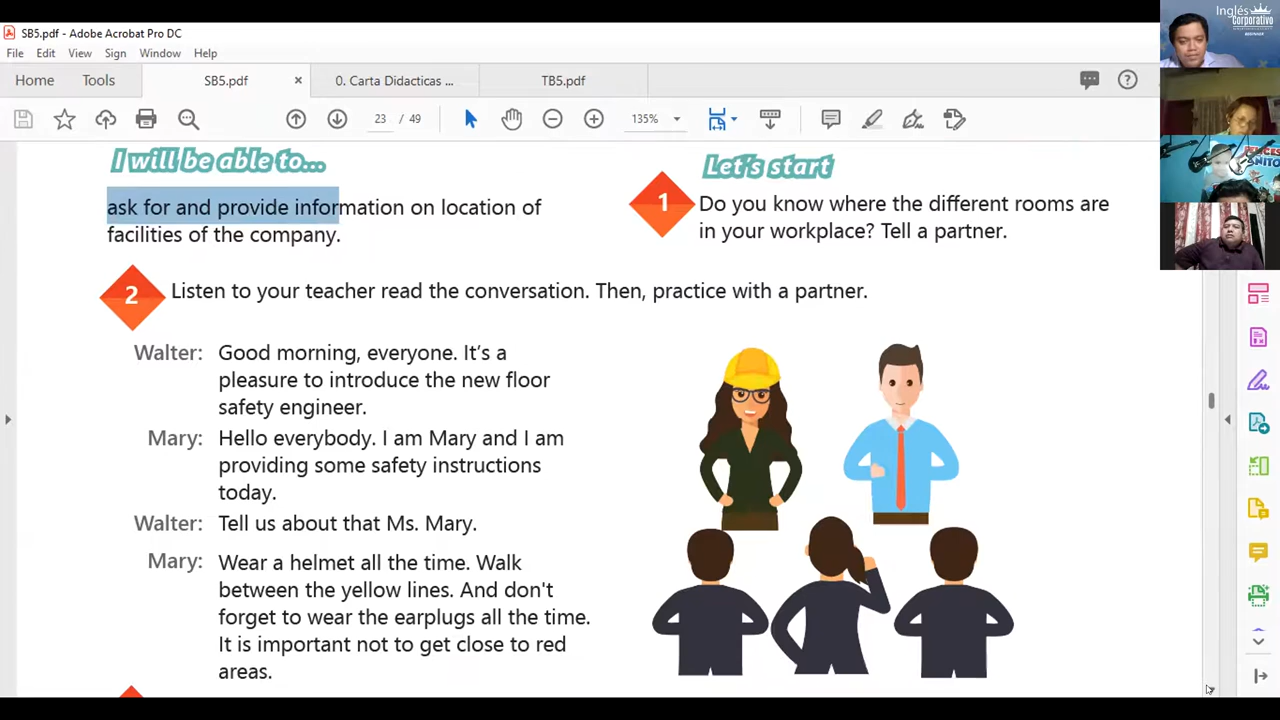 SB5.pdf - Adobe Acrobat Pro DC
File Edit View Sign Window Help
Home Tools SB5.pdf × 0. Carta Didacticas ... TB5.pdf
23 / 49 135%
Inglés
Corporativo
I will be able to...
ask for and provide information on location of
facilities of the company.
Let's start
1 Do you know where the different rooms are
in your workplace? Tell a partner.
2 Listen to your teacher read the conversation. Then, practice with a partner.
Walter: Good morning, everyone. It's a
pleasure to introduce the new floor
safety engineer.
Mary: Hello everybody. I am Mary and I am
providing some safety instructions
today.
Walter: Tell us about that Ms. Mary.
Mary: Wear a helmet all the time. Walk
between the yellow lines. And don't
forget to wear the earplugs all the time.
It is important not to get close to red
areas.